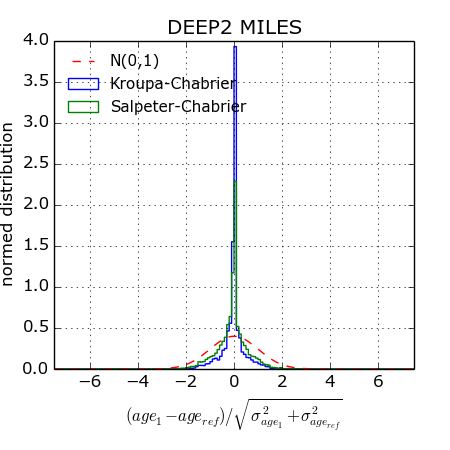 DEEP2 MILES
4.0
3.5
3.0
2.5
2.0
1.5
1.0
0.5
0.0
normed distribution
N(0,1)
Kroupa-Chabrier
Salpeter-Chabrier
−6 −4 −2 0 2 4 6
(age₁−age_ref)/√σ²_age₁+σ²_age_ref